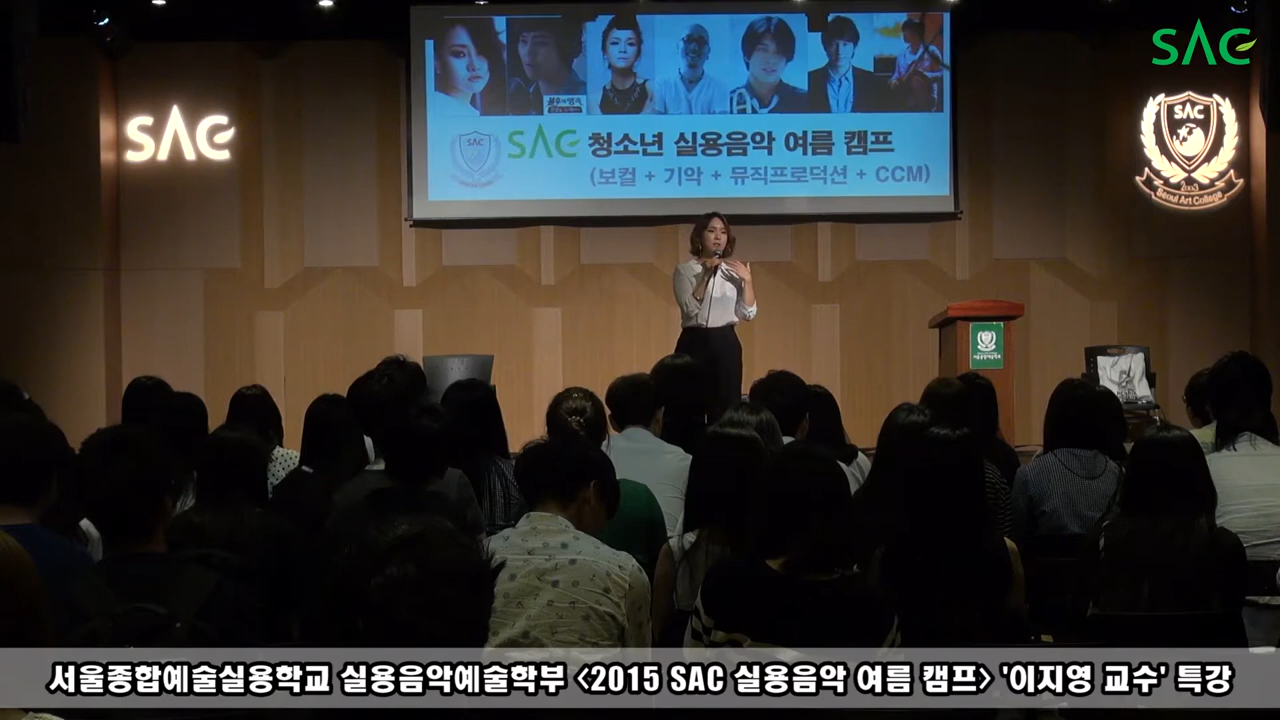 SAC
SAC
SAC
2003
Seoul Art College
SAC
SAC 청소년 실용음악 여름 캠프
(보컬 + 기악 + 뮤직프로덕션 + CCM)
서울종합예술실용학교 실용음악예술학부 <2015 SAC 실용음악 여름 캠프> '이지영 교수' 특강